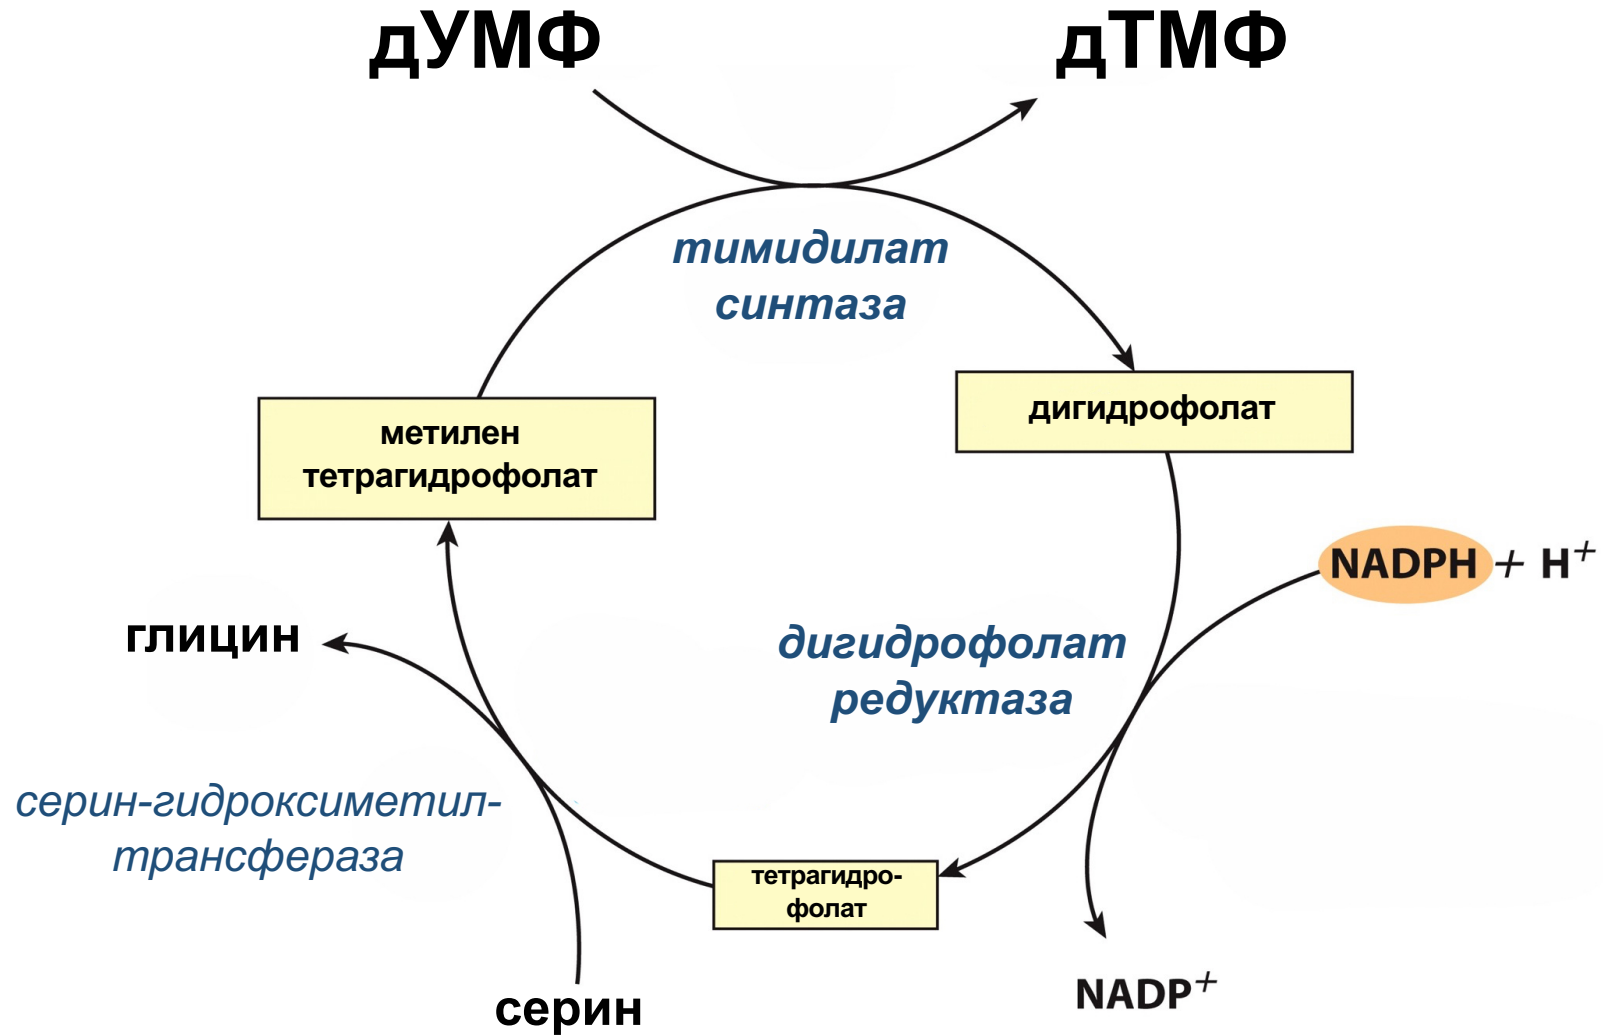 дУМФ
дТМФ
тимидилат
синтаза
метилен
тетрагидрофолат
дигидрофолат
NADPH + H⁺
глицин
дигидрофолат
редуктаза
серин-гидроксиметил-
трансфераза
тетрагидро-
фолат
серин
NADP⁺